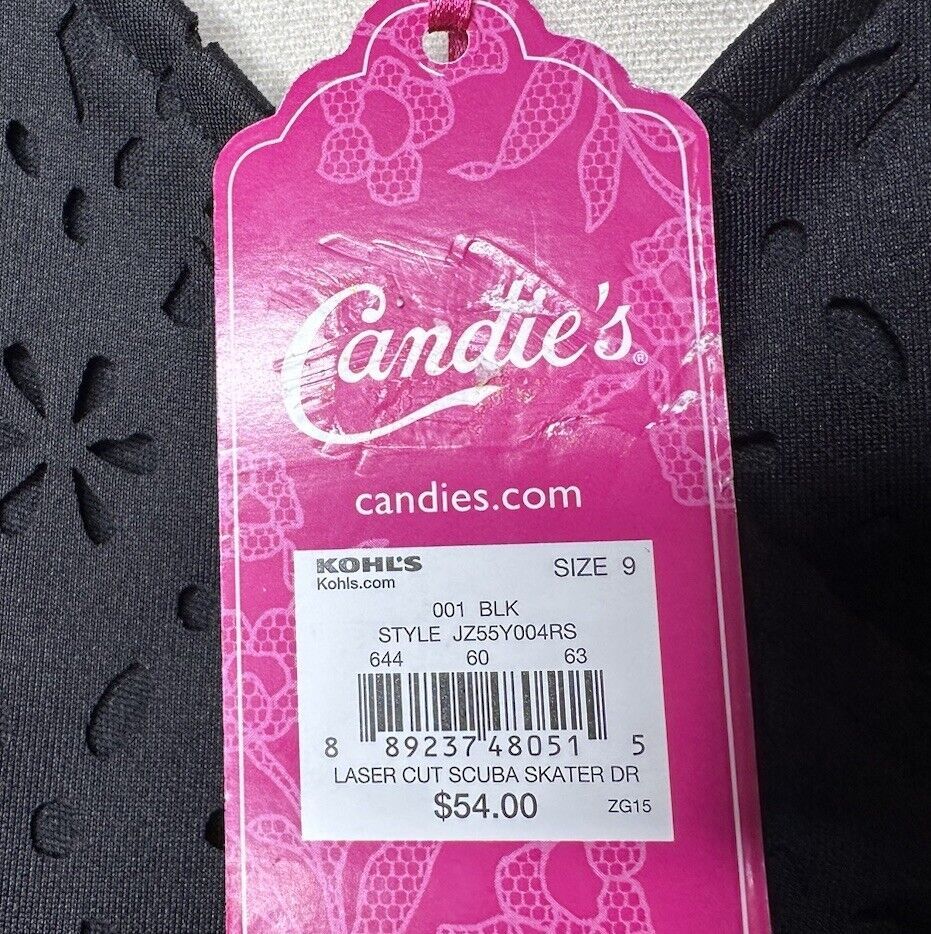 Candie's®
candies.com
KOHL'S SIZE 9
Kohls.com
001 BLK
STYLE JZ55Y004RS
644 60 63
8 89237 48051 5
LASER CUT SCUBA SKATER DR
$54.00 ZG15